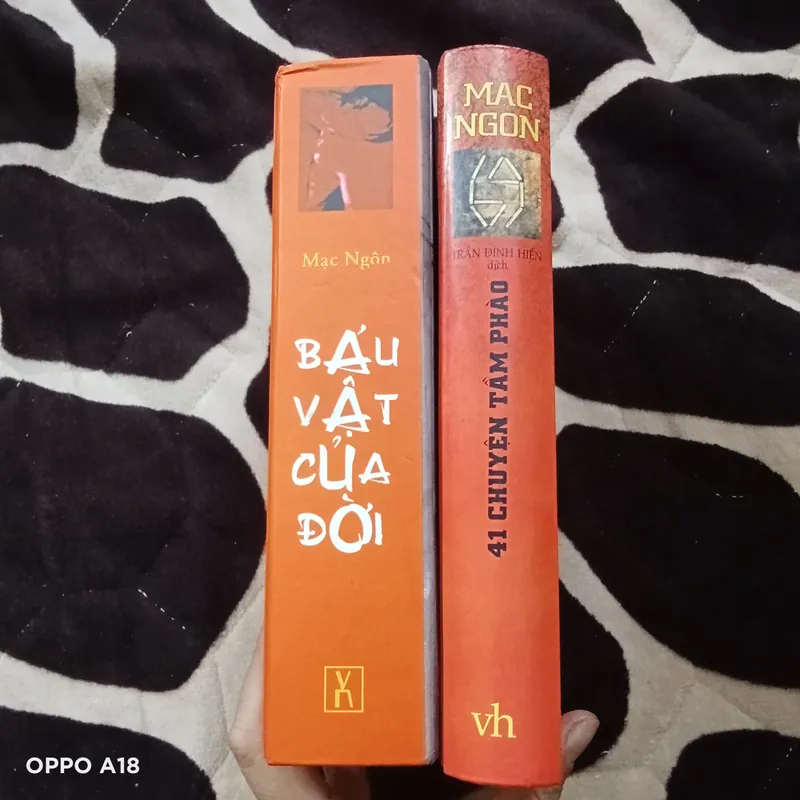 Mạc Ngôn
BÁU
VẬT
CỦA
ĐỜI
MẠC
NGÔN
TRẦN ĐÌNH HIẾN
dịch
41 CHUYỆN TẦM PHÀO
vh
OPPO A18